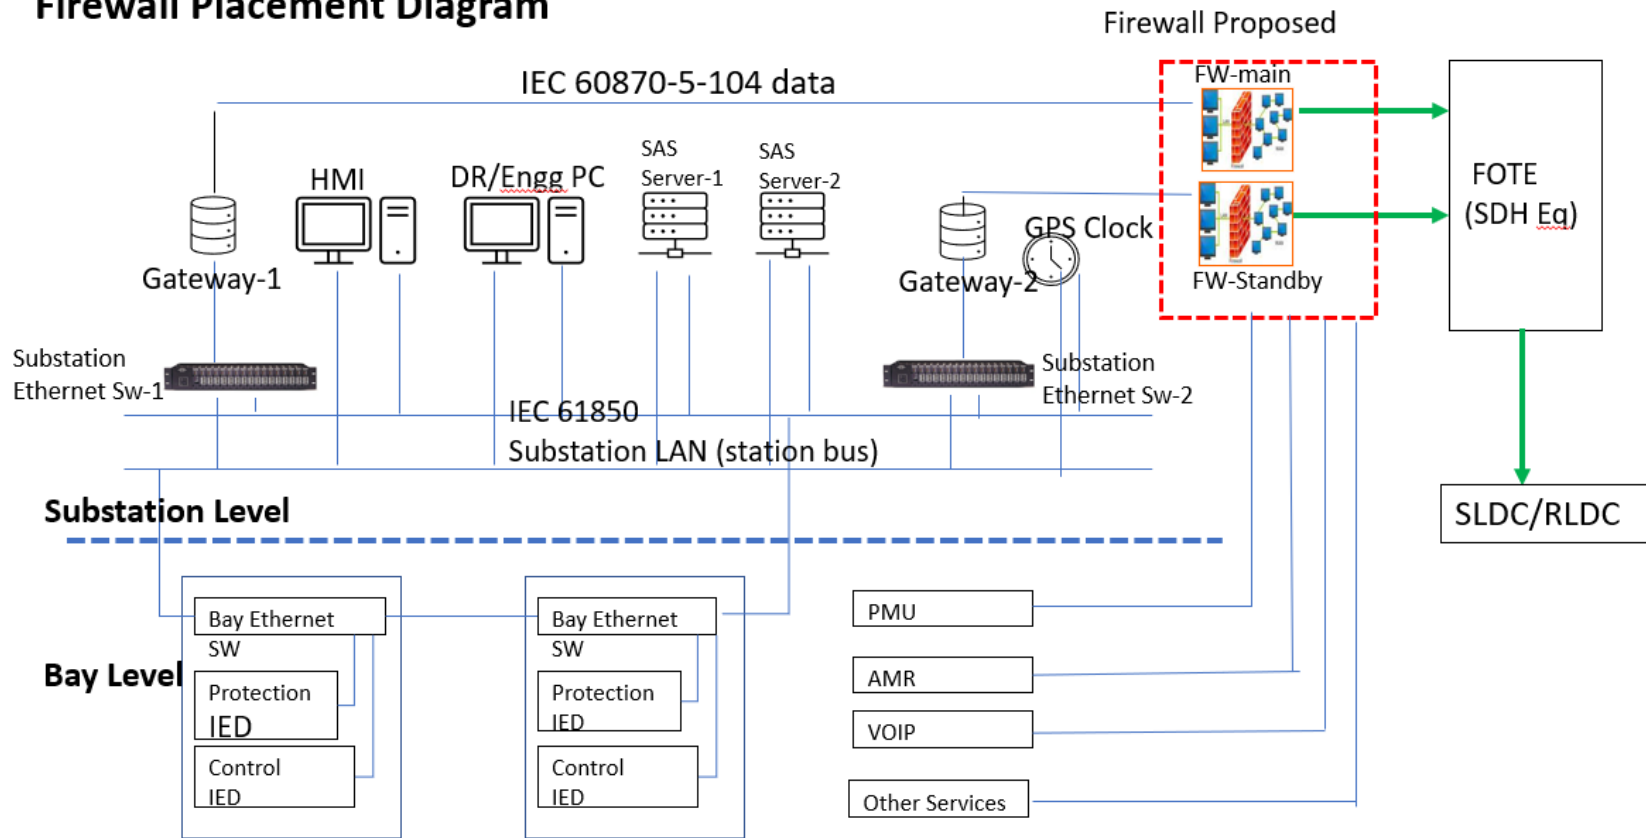 Firewall Placement Diagram
Firewall Proposed
IEC 60870-5-104 data
FW-main
SAS
Server-1
SAS
Server-2
HMI
DR/Engg PC
FOTE
(SDH Eq)
GPS Clock
Gateway-1
Gateway-2
FW-Standby
Substation
Ethernet Sw-1
Substation
Ethernet Sw-2
IEC 61850
Substation LAN (station bus)
Substation Level
SLDC/RLDC
Bay Ethernet
SW
Bay Ethernet
SW
PMU
Bay Level
Protection
IED
Protection
IED
AMR
VOIP
Control
IED
Control
IED
Other Services